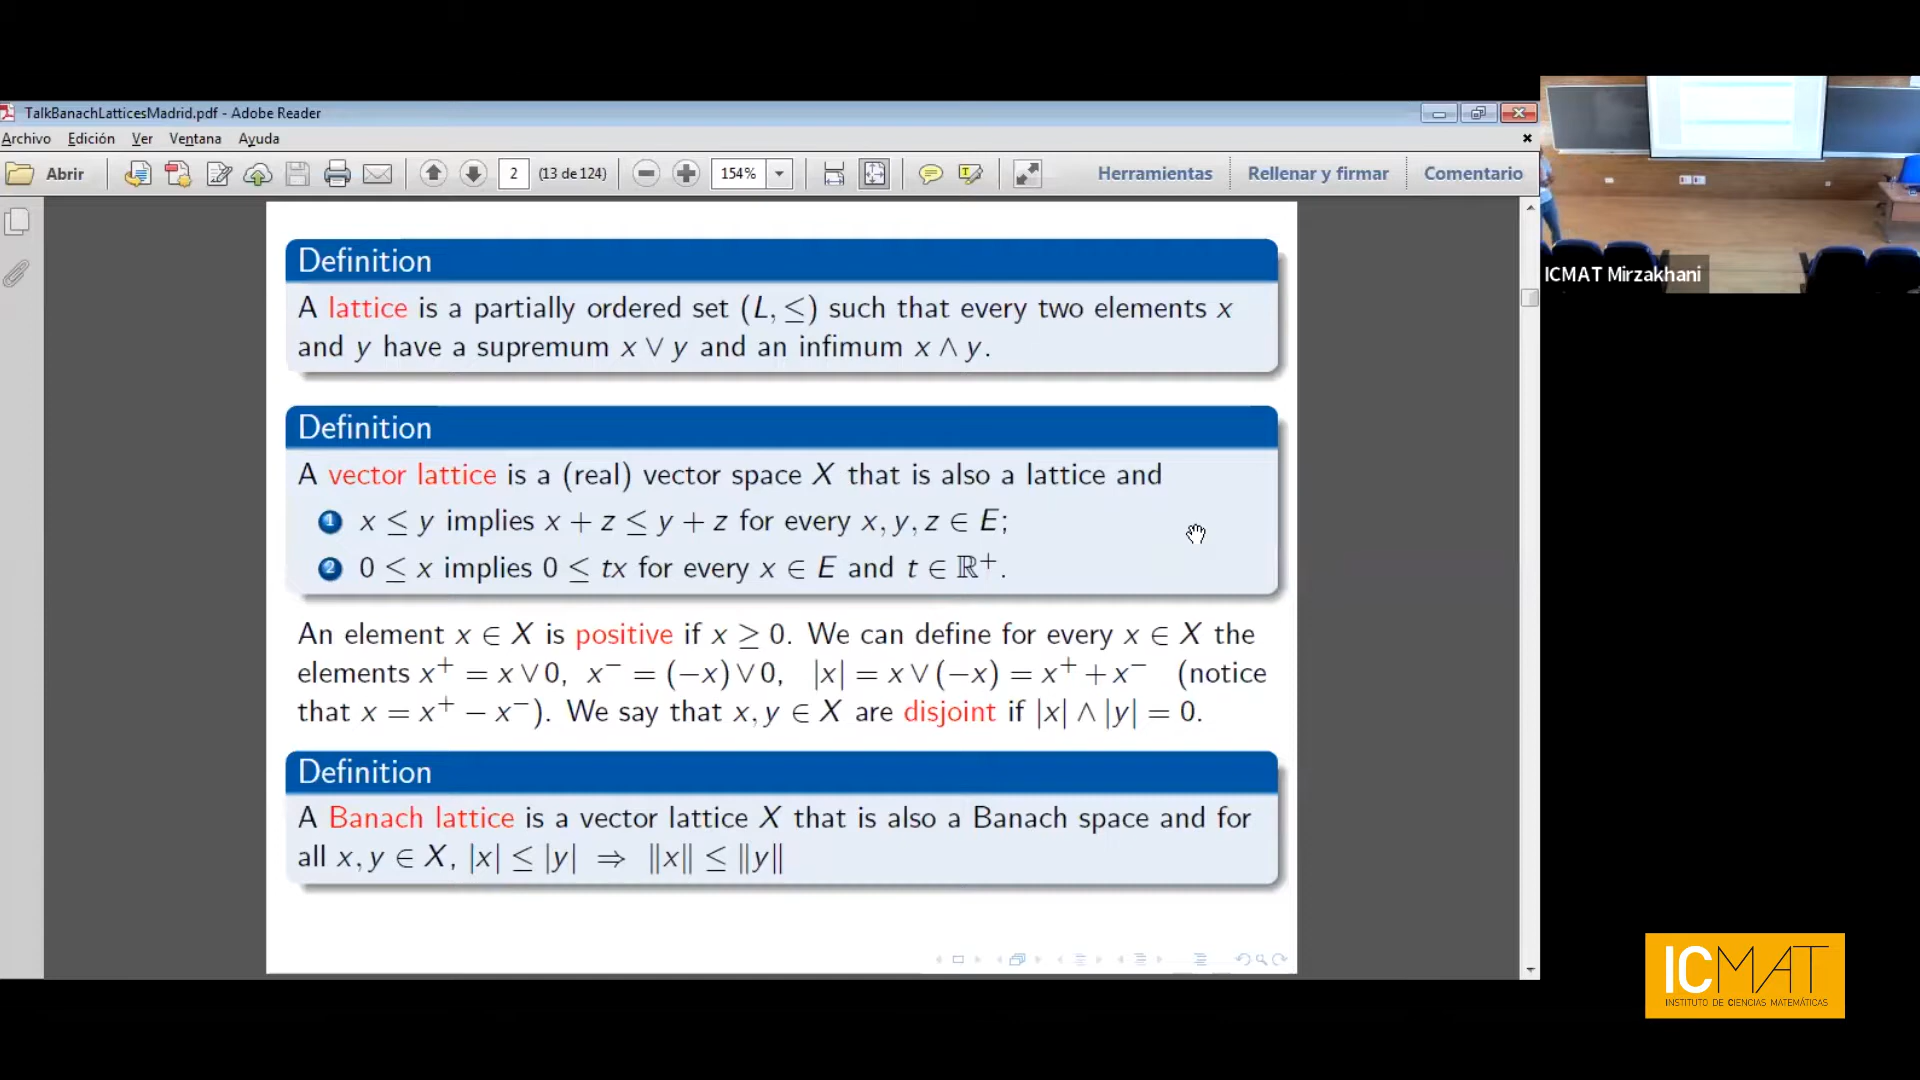 TalkBanachLatticesMadrid.pdf - Adobe Reader
Archivo Edición Ver Ventana Ayuda
Abrir 2 (13 de 124) 154% Herramientas Rellenar y firmar Comentario
Definition
A lattice is a partially ordered set (L, ≤) such that every two elements x
and y have a supremum x ∨ y and an infimum x ∧ y.
Definition
A vector lattice is a (real) vector space X that is also a lattice and
1 x ≤ y implies x + z ≤ y + z for every x, y, z ∈ E;
2 0 ≤ x implies 0 ≤ tx for every x ∈ E and t ∈ ℝ⁺.
An element x ∈ X is positive if x ≥ 0. We can define for every x ∈ X the
elements x⁺ = x ∨ 0, x⁻ = (−x) ∨ 0, |x| = x ∨ (−x) = x⁺ + x⁻ (notice
that x = x⁺ − x⁻). We say that x, y ∈ X are disjoint if |x| ∧ |y| = 0.
Definition
A Banach lattice is a vector lattice X that is also a Banach space and for
all x, y ∈ X, |x| ≤ |y| ⇒ ‖x‖ ≤ ‖y‖
ICMAT Mirzakhani
ICMAT
INSTITUTO DE CIENCIAS MATEMÁTICAS